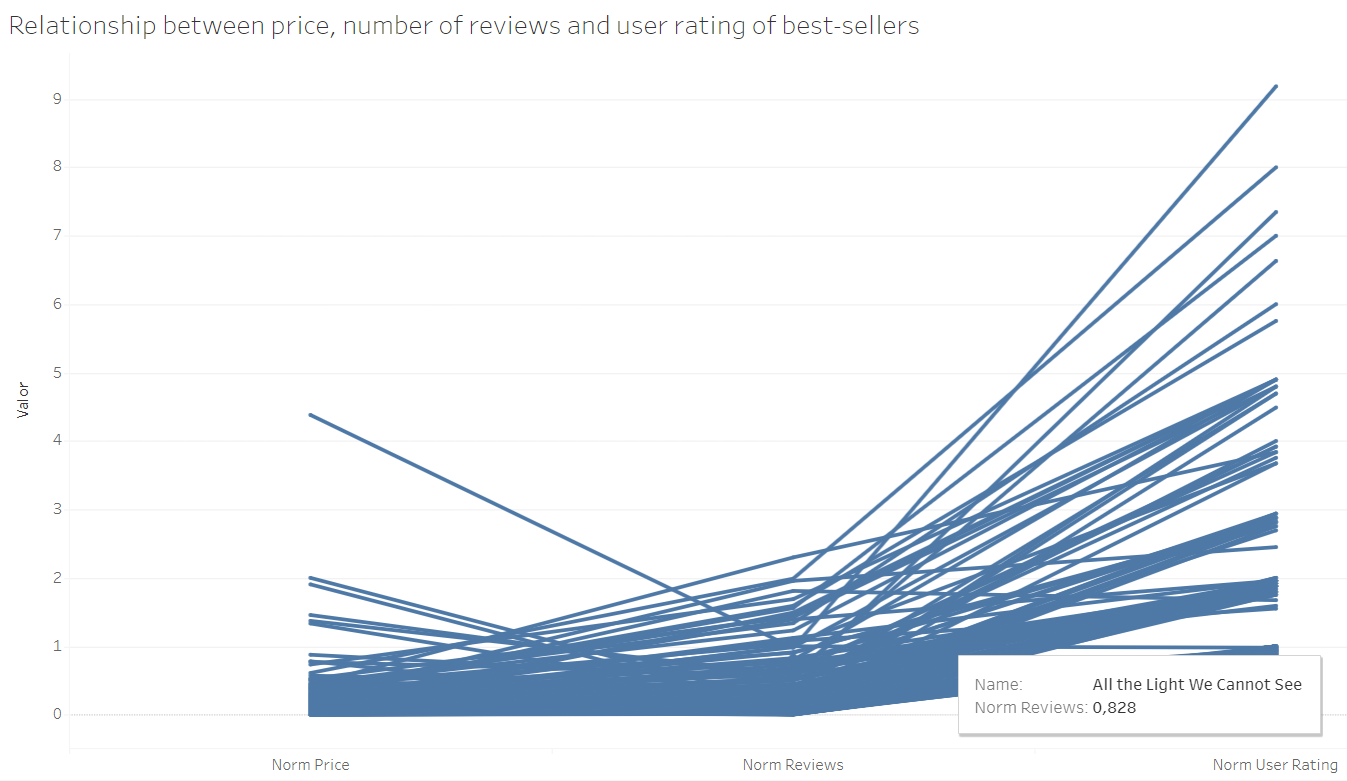 Relationship between price, number of reviews and user rating of best-sellers
9
8
7
6
5
4
3
2
1
0
Valor
Name: All the Light We Cannot See
Norm Reviews: 0,828
Norm Price Norm Reviews Norm User Rating